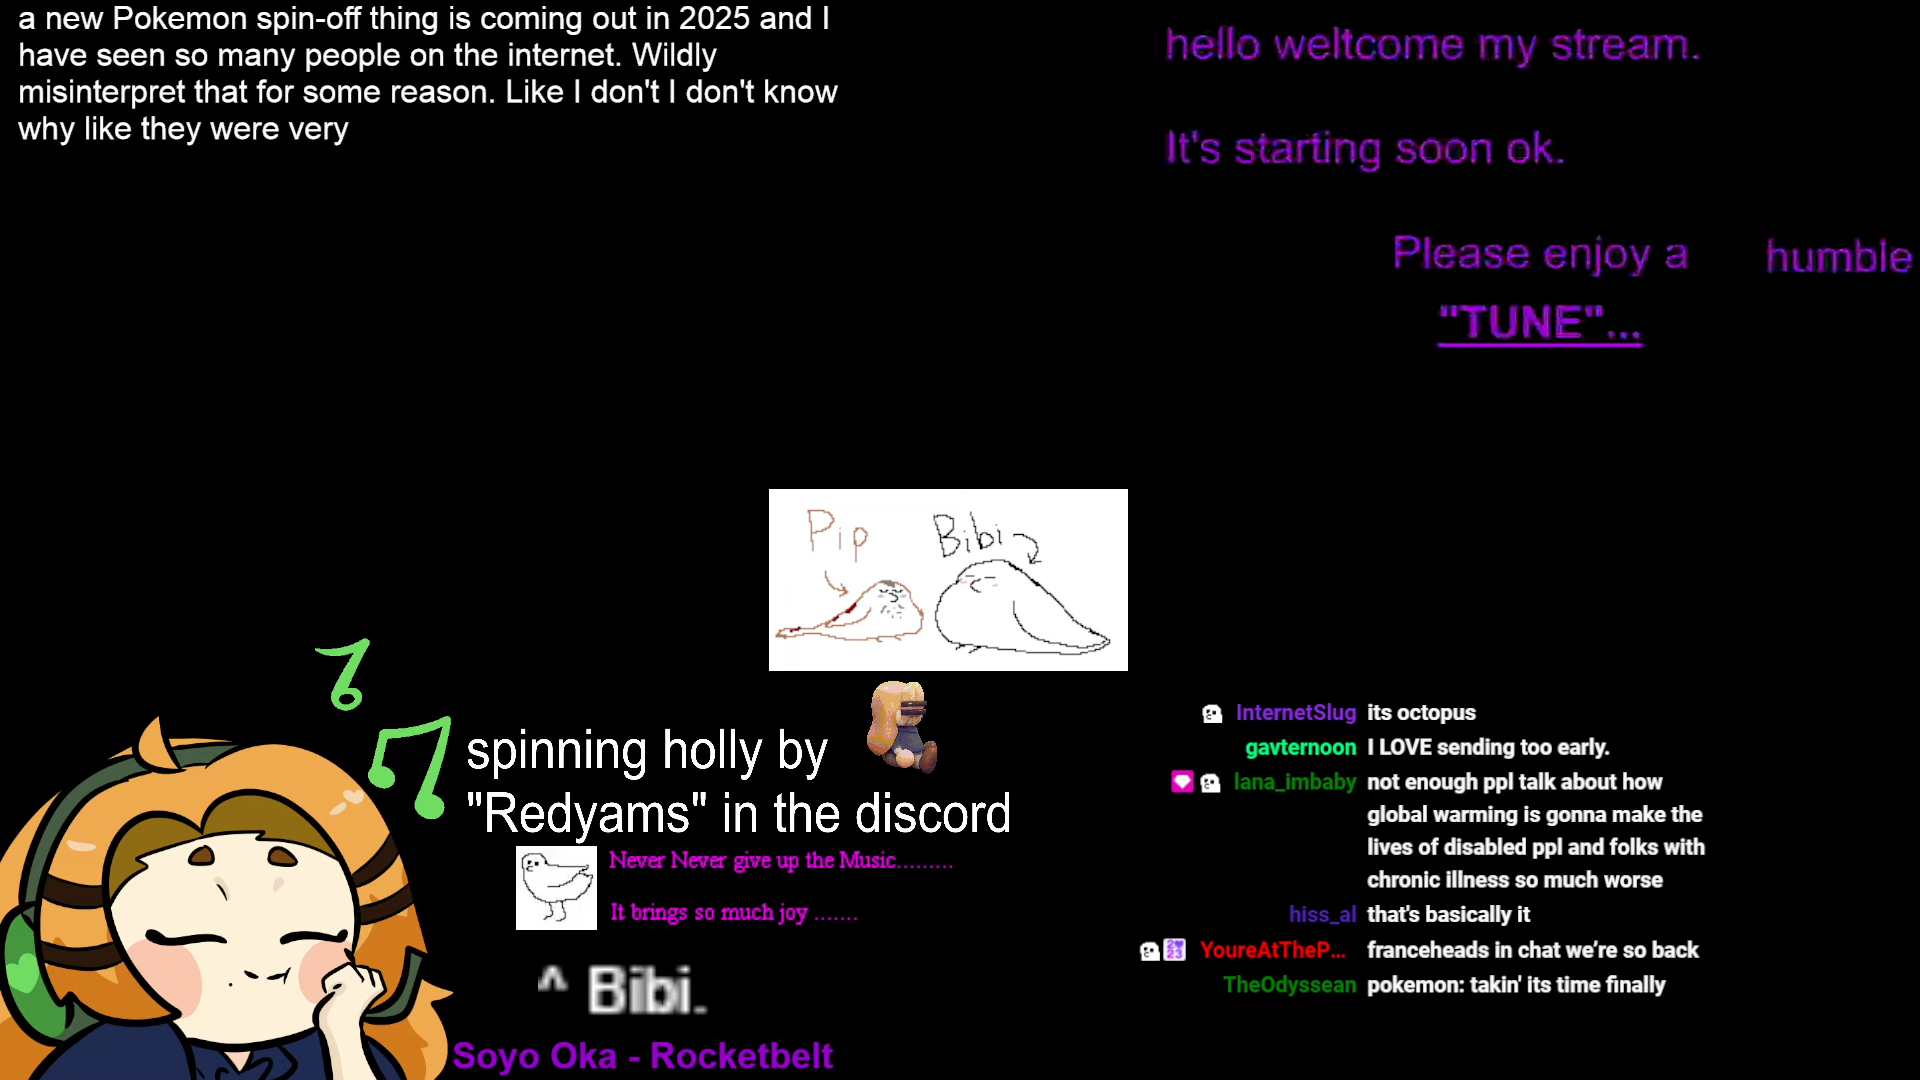 a new Pokemon spin-off thing is coming out in 2025 and I
have seen so many people on the internet. Wildly
misinterpret that for some reason. Like I don't I don't know
why like they were very
hello weltcome my stream.
It's starting soon ok.
Please enjoy a humble
"TUNE"...
Pip
Bibi
spinning holly by
"Redyams" in the discord
Never Never give up the Music.........
It brings so much joy .......
^ Bibi.
Soyo Oka - Rocketbelt
InternetSlug its octopus
gavternoon I LOVE sending too early.
lana_imbaby not enough ppl talk about how
global warming is gonna make the
lives of disabled ppl and folks with
chronic illness so much worse
hiss_al that's basically it
YoureAtTheP... franceheads in chat we're so back
TheOdyssean pokemon: takin' its time finally